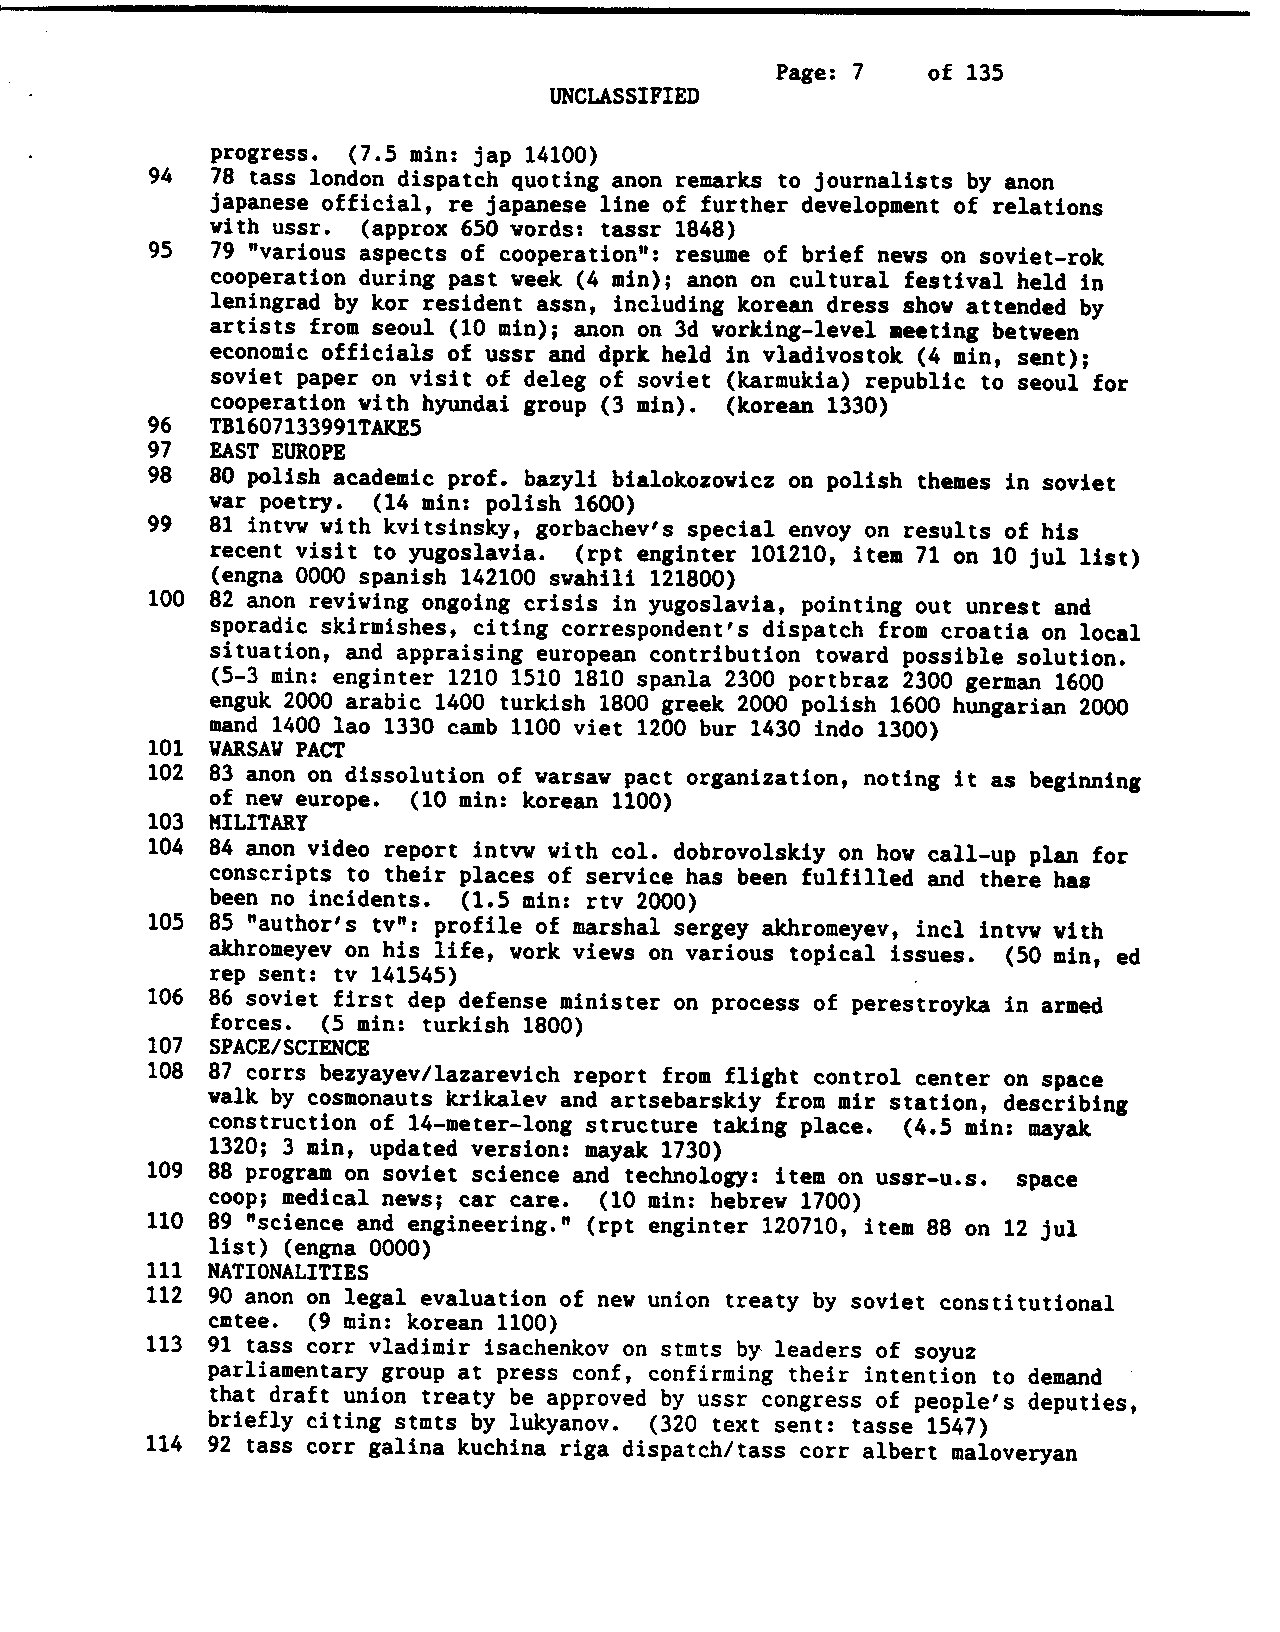 Page: 7 of 135
UNCLASSIFIED
progress. (7.5 min: jap 14100)
94 78 tass london dispatch quoting anon remarks to journalists by anon
japanese official, re japanese line of further development of relations
with ussr. (approx 650 words: tassr 1848)
95 79 "various aspects of cooperation": resume of brief news on soviet-rok
cooperation during past week (4 min); anon on cultural festival held in
leningrad by kor resident assn, including korean dress show attended by
artists from seoul (10 min); anon on 3d working-level meeting between
economic officials of ussr and dprk held in vladivostok (4 min, sent);
soviet paper on visit of deleg of soviet (karmukia) republic to seoul for
cooperation with hyundai group (3 min). (korean 1330)
96 TB1607133991TAKE5
97 EAST EUROPE
98 80 polish academic prof. bazyli bialokozowicz on polish themes in soviet
war poetry. (14 min: polish 1600)
99 81 intvw with kvitsinsky, gorbachev's special envoy on results of his
recent visit to yugoslavia. (rpt enginter 101210, item 71 on 10 jul list)
(engna 0000 spanish 142100 swahili 121800)
100 82 anon reviwing ongoing crisis in yugoslavia, pointing out unrest and
sporadic skirmishes, citing correspondent's dispatch from croatia on local
situation, and appraising european contribution toward possible solution.
(5-3 min: enginter 1210 1510 1810 spanla 2300 portbraz 2300 german 1600
enguk 2000 arabic 1400 turkish 1800 greek 2000 polish 1600 hungarian 2000
mand 1400 lao 1330 camb 1100 viet 1200 bur 1430 indo 1300)
101 WARSAW PACT
102 83 anon on dissolution of warsaw pact organization, noting it as beginning
of new europe. (10 min: korean 1100)
103 MILITARY
104 84 anon video report intvw with col. dobrovolskiy on how call-up plan for
conscripts to their places of service has been fulfilled and there has
been no incidents. (1.5 min: rtv 2000)
105 85 "author's tv": profile of marshal sergey akhromeyev, incl intvw with
akhromeyev on his life, work views on various topical issues. (50 min, ed
rep sent: tv 141545)
106 86 soviet first dep defense minister on process of perestroyka in armed
forces. (5 min: turkish 1800)
107 SPACE/SCIENCE
108 87 corrs bezyayev/lazarevich report from flight control center on space
walk by cosmonauts krikalev and artsebarskiy from mir station, describing
construction of 14-meter-long structure taking place. (4.5 min: mayak
1320; 3 min, updated version: mayak 1730)
109 88 program on soviet science and technology: item on ussr-u.s. space
coop; medical news; car care. (10 min: hebrew 1700)
110 89 "science and engineering." (rpt enginter 120710, item 88 on 12 jul
list) (engna 0000)
111 NATIONALITIES
112 90 anon on legal evaluation of new union treaty by soviet constitutional
cmtee. (9 min: korean 1100)
113 91 tass corr vladimir isachenkov on stmts by leaders of soyuz
parliamentary group at press conf, confirming their intention to demand
that draft union treaty be approved by ussr congress of people's deputies,
briefly citing stmts by lukyanov. (320 text sent: tasse 1547)
114 92 tass corr galina kuchina riga dispatch/tass corr albert maloveryan